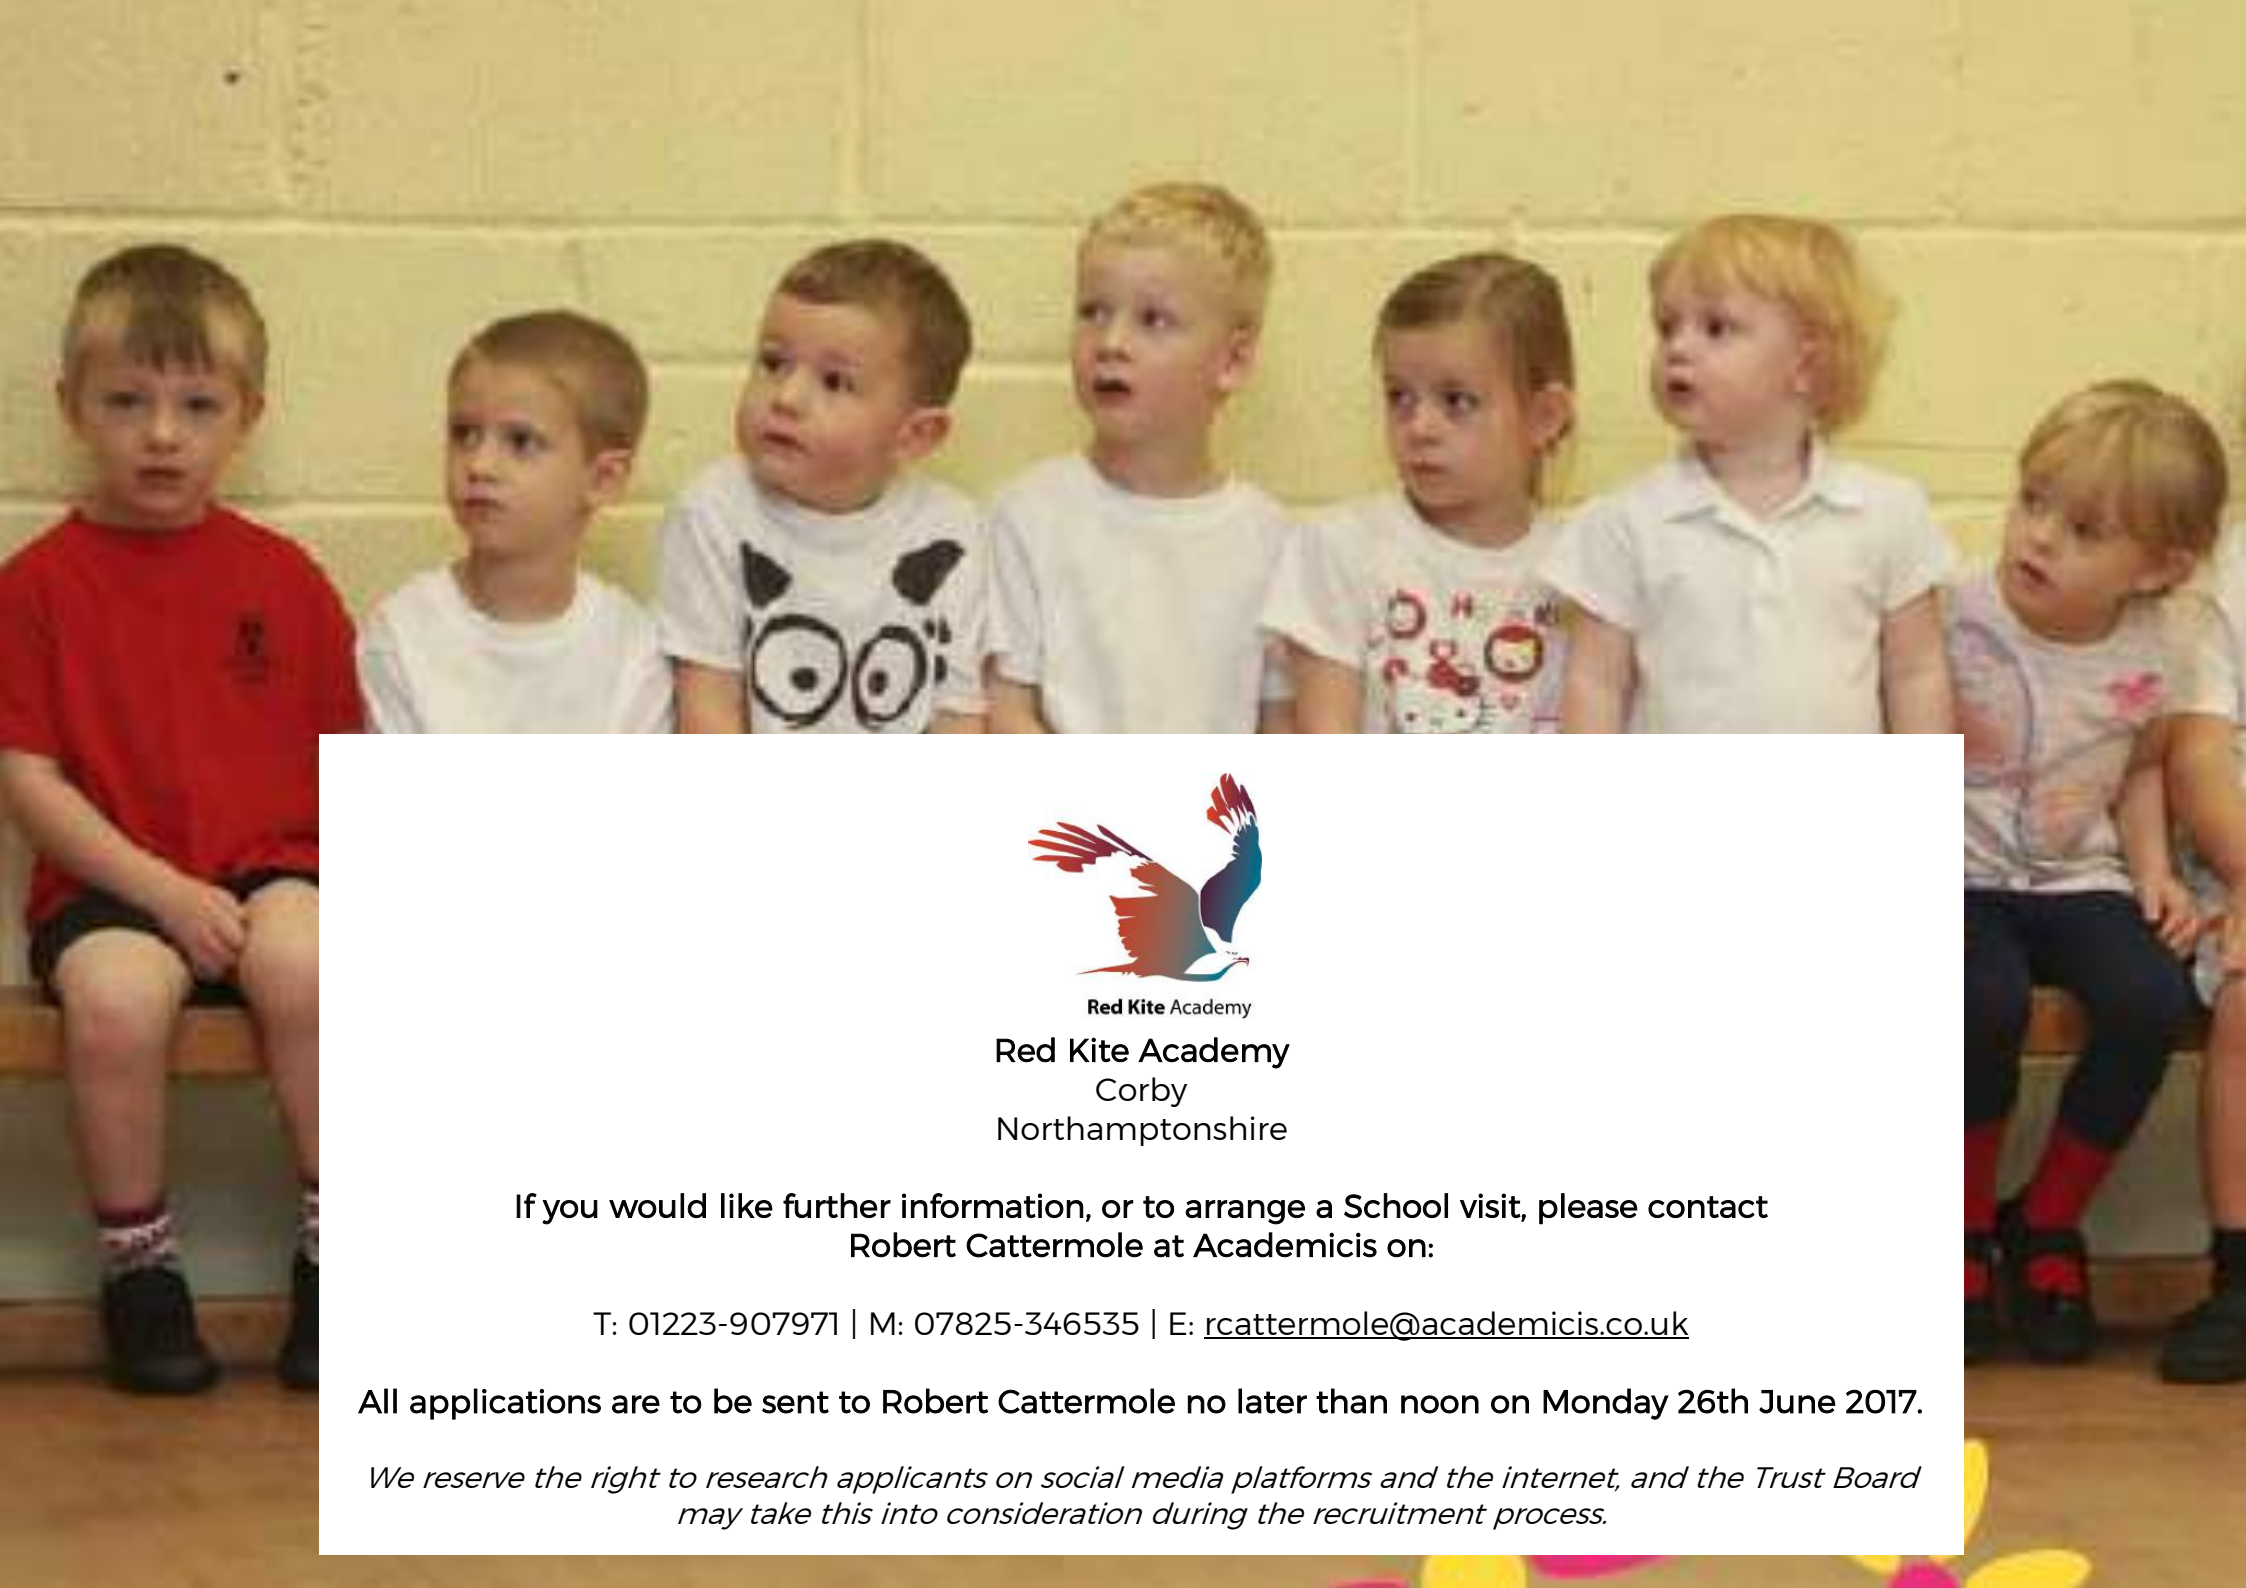 Red Kite Academy
Red Kite Academy
Corby
Northamptonshire
If you would like further information, or to arrange a School visit, please contact
Robert Cattermole at Academicis on:
T: 01223-907971 | M: 07825-346535 | E: rcattermole@academicis.co.uk
All applications are to be sent to Robert Cattermole no later than noon on Monday 26th June 2017.
We reserve the right to research applicants on social media platforms and the internet, and the Trust Board
may take this into consideration during the recruitment process.